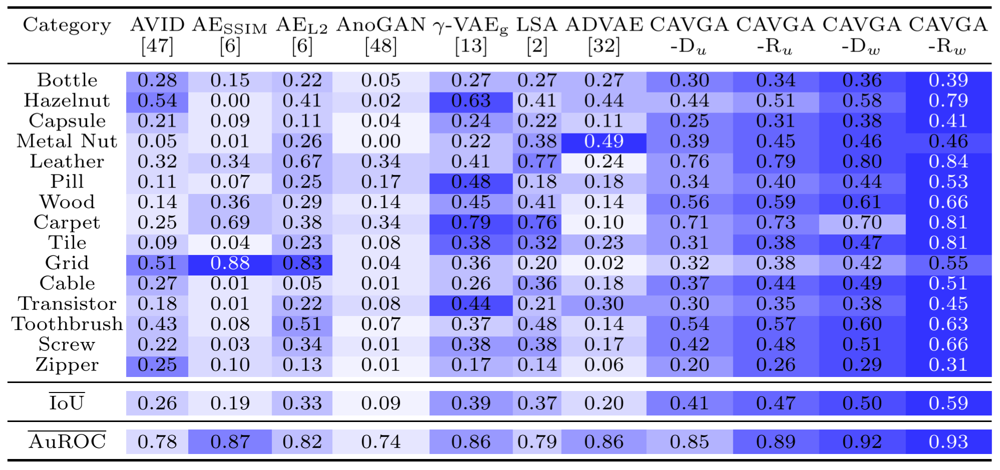 Category AVID AE_SSIM AE_L2 AnoGAN γ-VAE_g LSA ADVAE CAVGA CAVGA CAVGA CAVGA
[47] [6] [6] [48] [13] [2] [32] -D_u -R_u -D_w -R_w
Bottle 0.28 0.15 0.22 0.05 0.27 0.27 0.27 0.30 0.34 0.36 0.39
Hazelnut 0.54 0.00 0.41 0.02 0.63 0.41 0.44 0.44 0.51 0.58 0.79
Capsule 0.21 0.09 0.11 0.04 0.24 0.22 0.11 0.25 0.31 0.38 0.41
Metal Nut 0.05 0.01 0.26 0.00 0.22 0.38 0.49 0.39 0.45 0.46 0.46
Leather 0.32 0.34 0.67 0.34 0.41 0.77 0.24 0.76 0.79 0.80 0.84
Pill 0.11 0.07 0.25 0.17 0.48 0.18 0.18 0.34 0.40 0.44 0.53
Wood 0.14 0.36 0.29 0.14 0.45 0.41 0.14 0.56 0.59 0.61 0.66
Carpet 0.25 0.69 0.38 0.34 0.79 0.76 0.10 0.71 0.73 0.70 0.81
Tile 0.09 0.04 0.23 0.08 0.38 0.32 0.23 0.31 0.38 0.47 0.81
Grid 0.51 0.88 0.83 0.04 0.36 0.20 0.02 0.32 0.38 0.42 0.55
Cable 0.27 0.01 0.05 0.01 0.26 0.36 0.18 0.37 0.44 0.49 0.51
Transistor 0.18 0.01 0.22 0.08 0.44 0.21 0.30 0.30 0.35 0.38 0.45
Toothbrush 0.43 0.08 0.51 0.07 0.37 0.48 0.14 0.54 0.57 0.60 0.63
Screw 0.22 0.03 0.34 0.01 0.38 0.38 0.17 0.42 0.48 0.51 0.66
Zipper 0.25 0.10 0.13 0.01 0.17 0.14 0.06 0.20 0.26 0.29 0.31
IoU 0.26 0.19 0.33 0.09 0.39 0.37 0.20 0.41 0.47 0.50 0.59
AuROC 0.78 0.87 0.82 0.74 0.86 0.79 0.86 0.85 0.89 0.92 0.93